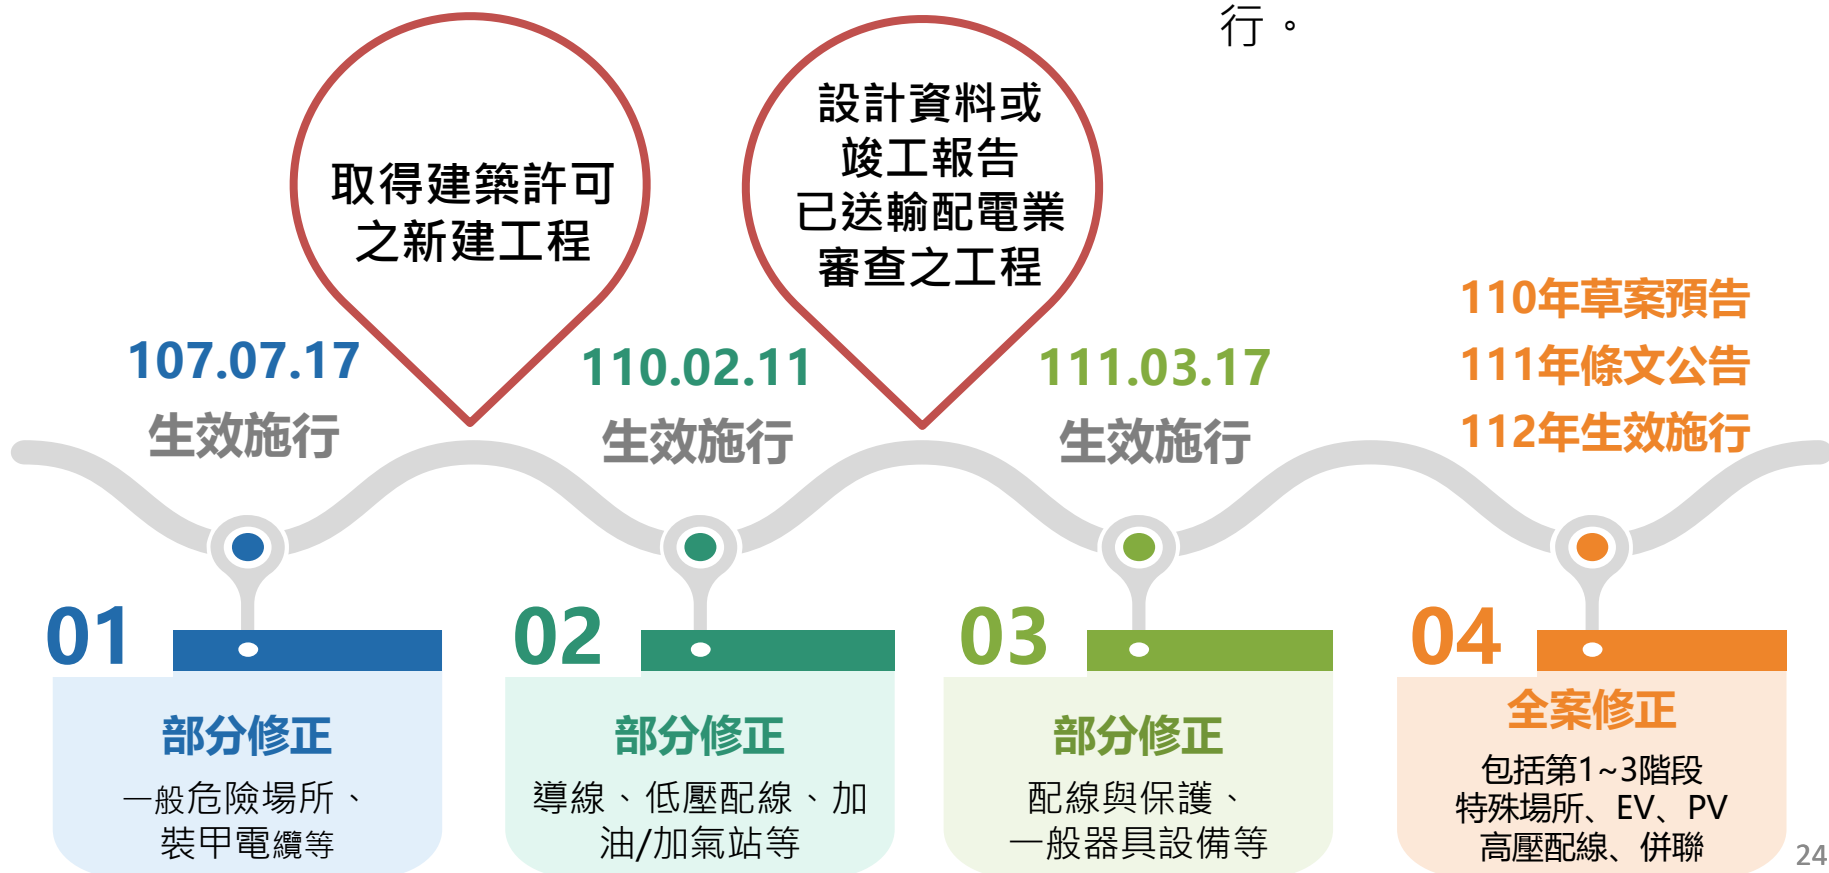 行。
取得建築許可
之新建工程
設計資料或
竣工報告
已送輸配電業
審查之工程
107.07.17
生效施行
110.02.11
生效施行
111.03.17
生效施行
110年草案預告
111年條文公告
112年生效施行
01
部分修正
一般危險場所、
裝甲電纜等
02
部分修正
導線、低壓配線、加
油/加氣站等
03
部分修正
配線與保護、
一般器具設備等
04
全案修正
包括第1~3階段
特殊場所、EV、PV
高壓配線、併聯
24